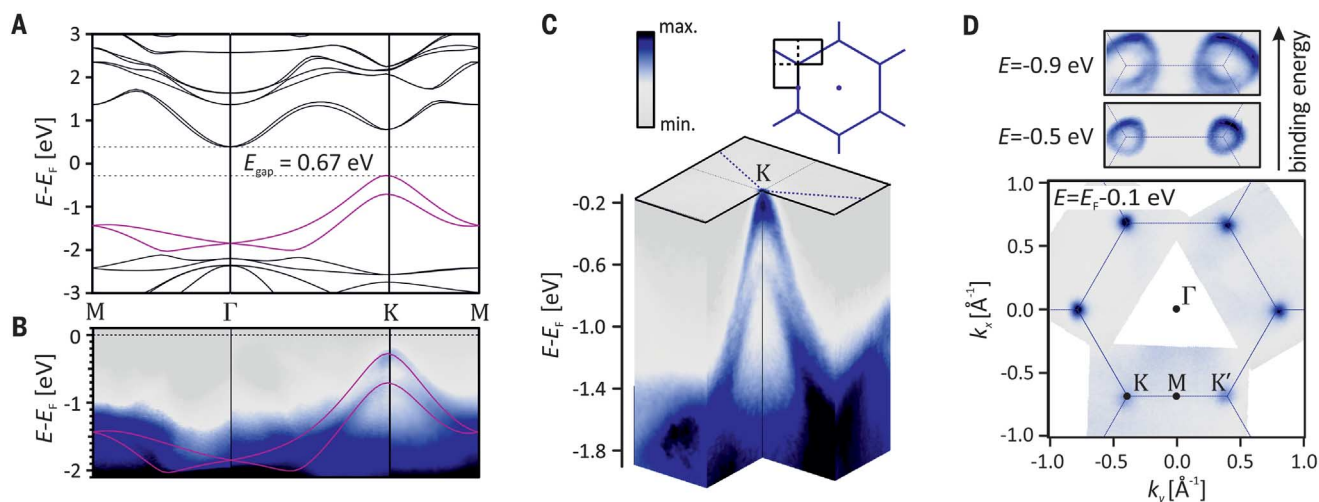 A
E-E_F [eV]
3
2
1
0
-1
-2
-3
E_gap = 0.67 eV
M Γ K M
B
E-E_F [eV]
0
-1
-2
C
max.
min.
K
E-E_F [eV]
-0.2
-0.6
-1.0
-1.4
-1.8
D
E=-0.9 eV
E=-0.5 eV
binding energy
E=E_F-0.1 eV
k_x [Å⁻¹]
1.0
0.5
0.0
-0.5
-1.0
Γ
K M K′
-1.0 -0.5 0.0 0.5 1.0
k_y [Å⁻¹]